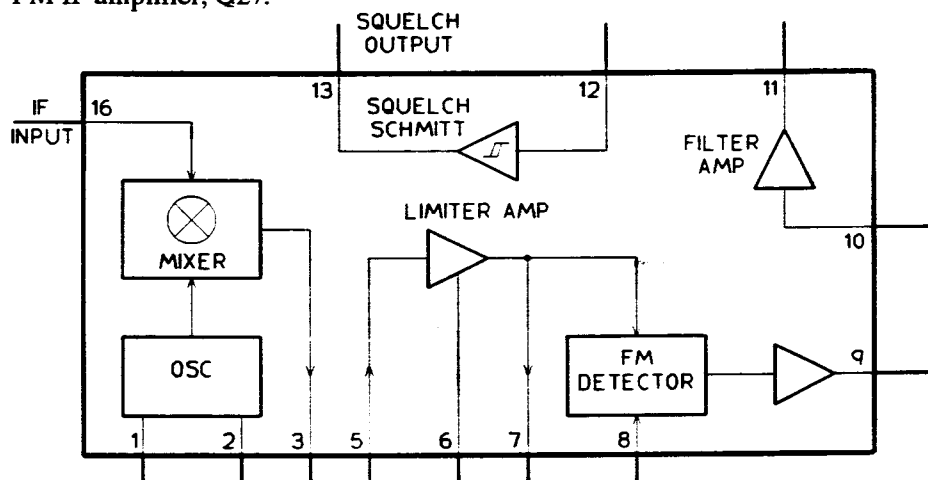 FM IF amplifier, Q27.
SQUELCH
OUTPUT
13
12
11
IF
INPUT
16
SQUELCH
SCHMITT
FILTER
AMP
LIMITER AMP
10
MIXER
OSC
FM
DETECTOR
9
1
2
3
5
6
7
8